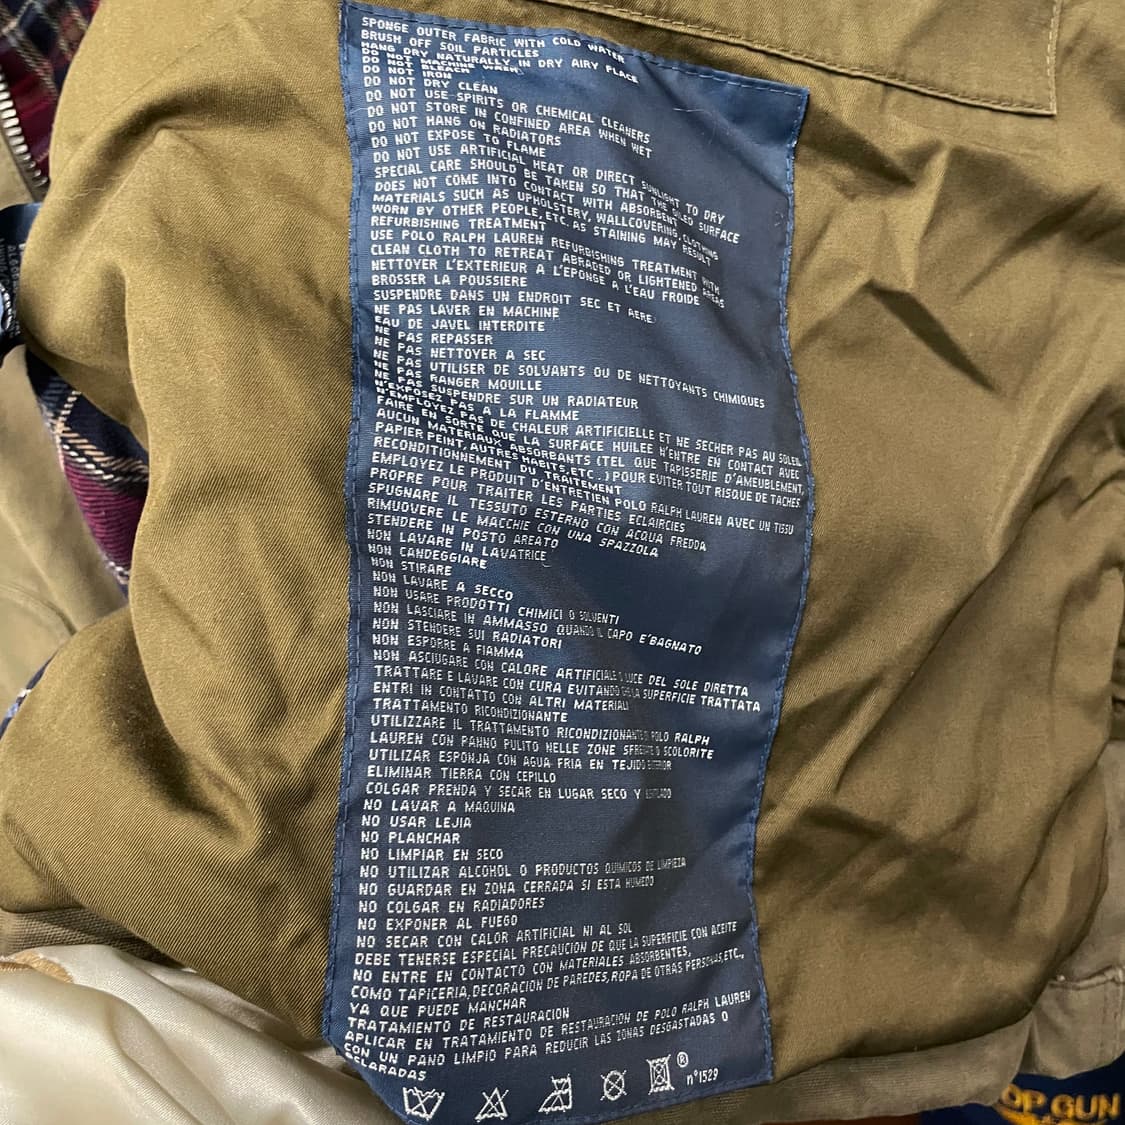 SPONGE OUTER FABRIC WITH COLD WATER
BRUSH OFF SOIL PARTICLES
HANG DRY NATURALLY IN DRY AIRY PLACE
DO NOT MACHINE WASH
DO NOT BLEACH
DO NOT IRON
DO NOT DRY CLEAN
DO NOT USE SPIRITS OR CHEMICAL CLEANERS
DO NOT STORE IN CONFINED AREA WHEN WET
DO NOT HANG ON RADIATORS
DO NOT EXPOSE TO FLAME
DO NOT USE ARTIFICIAL HEAT OR DIRECT SUNLIGHT TO DRY
SPECIAL CARE SHOULD BE TAKEN SO THAT THE OILED SURFACE
DOES NOT COME INTO CONTACT WITH ABSORBENT
MATERIALS SUCH AS UPHOLSTERY, WALLCOVERING, CLOTHING
WORN BY OTHER PEOPLE, ETC. AS STAINING MAY RESULT
REFURBISHING TREATMENT
USE POLO RALPH LAUREN REFURBISHING TREATMENT WITH
CLEAN CLOTH TO RETREAT ABRADED OR LIGHTENED AREAS
NETTOYER L'EXTERIEUR A L'EPONGE A L'EAU FROIDE
BROSSER LA POUSSIERE
SUSPENDRE DANS UN ENDROIT SEC ET AERE
NE PAS LAVER EN MACHINE
EAU DE JAVEL INTERDITE
NE PAS REPASSER
NE PAS NETTOYER A SEC
NE PAS UTILISER DE SOLVANTS OU DE NETTOYANTS CHIMIQUES
NE PAS RANGER MOUILLE
NE PAS SUSPENDRE SUR UN RADIATEUR
N'EXPOSEZ PAS A LA FLAMME
N'EMPLOYEZ PAS DE CHALEUR ARTIFICIELLE ET NE SECHER PAS AU SOLEIL
FAIRE EN SORTE QUE LA SURFACE HUILEE N'ENTRE EN CONTACT AVEC
AUCUN MATERIAUX ABSORBANTS (TEL QUE TAPISSERIE D'AMEUBLEMENT,
PAPIER PEINT, AUTRES HABITS, ETC.) POUR EVITER TOUT RISQUE DE TACHES
RECONDITIONNEMENT DU TRAITEMENT
EMPLOYEZ LE PRODUIT D'ENTRETIEN POLO RALPH LAUREN AVEC UN TISSU
PROPRE POUR TRAITER LES PARTIES ECLAIRCIES
SPUGNARE IL TESSUTO ESTERNO CON ACQUA FREDDA
RIMUOVERE LE MACCHIE CON UNA SPAZZOLA
STENDERE IN POSTO AREATO
NON LAVARE IN LAVATRICE
NON CANDEGGIARE
NON STIRARE
NON LAVARE A SECCO
NON USARE PRODOTTI CHIMICI O SOLVENTI
NON LASCIARE IN AMMASSO QUANDO IL CAPO E'BAGNATO
NON STENDERE SUI RADIATORI
NON ESPORRE A FIAMMA
NON ASCIUGARE CON CALORE ARTIFICIALE LUCE DEL SOLE DIRETTA
TRATTARE E LAVARE CON CURA EVITANDO LA SUPERFICIE TRATTATA
ENTRI IN CONTATTO CON ALTRI MATERIALI
TRATTAMENTO RICONDIZIONANTE
UTILIZZARE IL TRATTAMENTO RICONDIZIONANTE POLO RALPH
LAUREN CON PANNO PULITO NELLE ZONE O SCOLORITE
UTILIZAR ESPONJA CON AGUA FRIA EN TEJIDO EXTERIOR
ELIMINAR TIERRA CON CEPILLO
COLGAR PRENDA Y SECAR EN LUGAR SECO Y
NO LAVAR A MAQUINA
NO USAR LEJIA
NO PLANCHAR
NO LIMPIAR EN SECO
NO UTILIZAR ALCOHOL O PRODUCTOS QUIMICOS DE LIMPIEZA
NO GUARDAR EN ZONA CERRADA SI ESTA HUMEDO
NO COLGAR EN RADIADORES
NO EXPONER AL FUEGO
NO SECAR CON CALOR ARTIFICIAL NI AL SOL
DEBE TENERSE ESPECIAL PRECAUCION DE QUE LA SUPERFICIE CON ACEITE
NO ENTRE EN CONTACTO CON MATERIALES ABSORBENTES,
COMO TAPICERIA, DECORACION DE PAREDES, ROPA DE OTRAS PERSONAS, ETC.,
YA QUE PUEDE MANCHAR
TRATAMIENTO DE RESTAURACION
APLICAR EN TRATAMIENTO DE RESTAURACION DE POLO RALPH LAUREN
CON UN PANO LIMPIO PARA REDUCIR LAS ZONAS DESGASTADAS O
®
n°1529
OP GUN